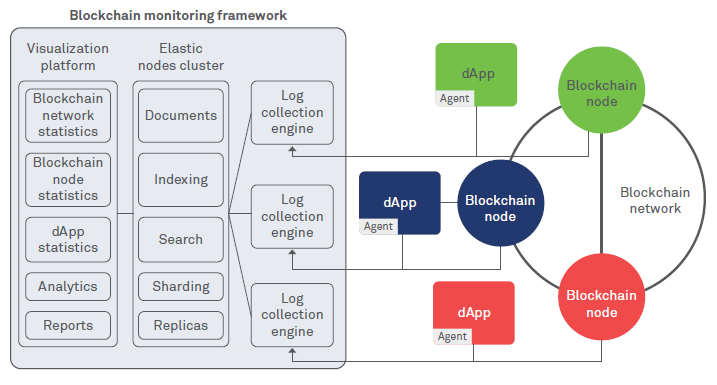 Blockchain monitoring framework
Visualization
platform
Blockchain
network
statistics
Blockchain
node
statistics
dApp
statistics
Analytics
Reports
Elastic
nodes cluster
Documents
Indexing
Search
Sharding
Replicas
Log
collection
engine
Log
collection
engine
Log
collection
engine
dApp
Agent
dApp
Agent
dApp
Agent
Blockchain
node
Blockchain
node
Blockchain
node
Blockchain
network